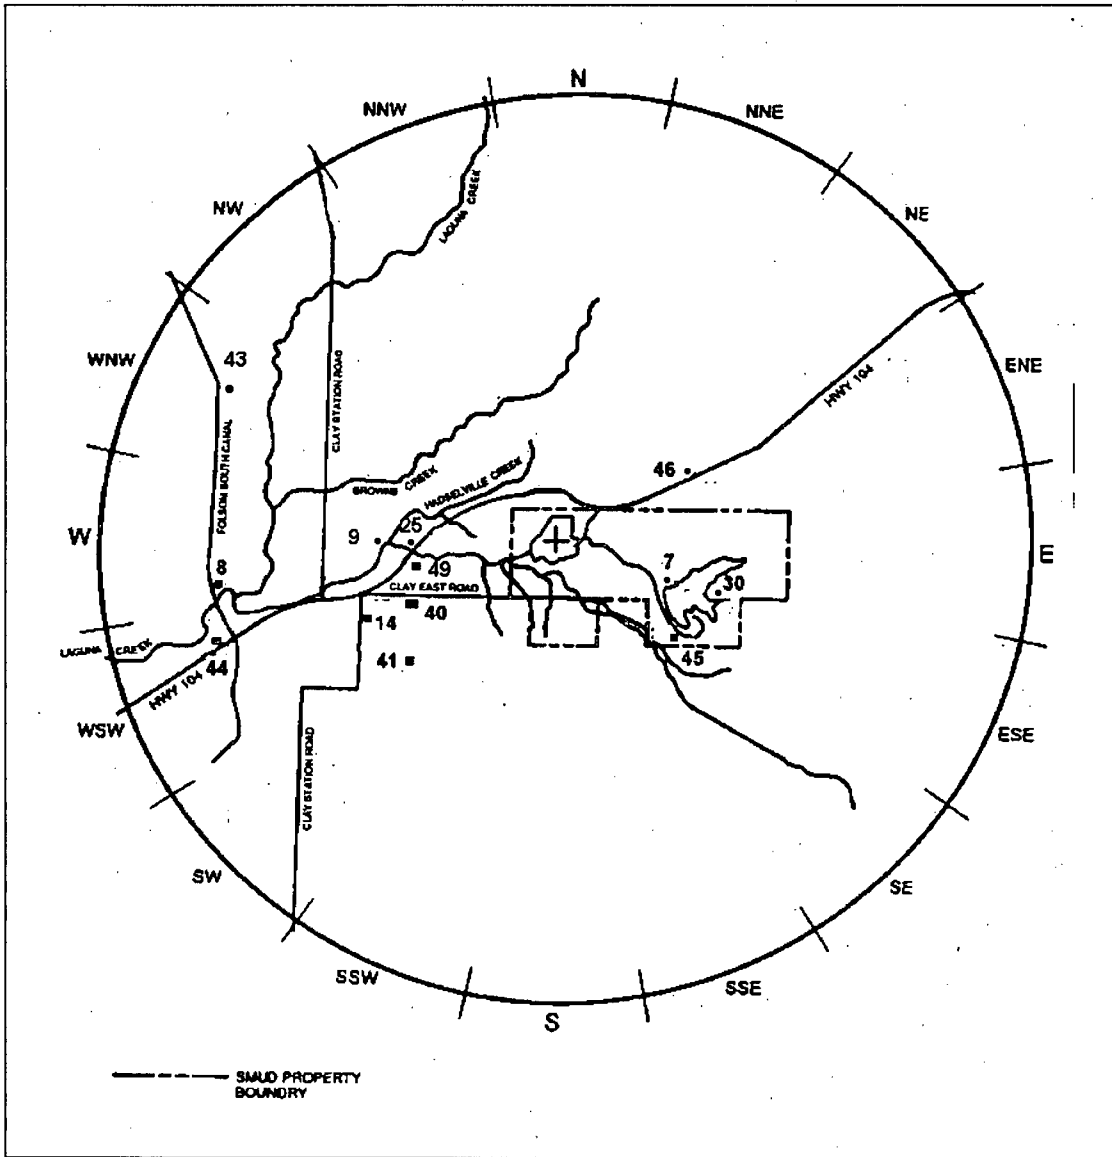 N
NNW
NNE
NW
NE
LAGUNA CREEK
WNW
43
ENE
HWY 104
CLAY STATION ROAD
FOLSOM SOUTH CANAL
46
BROWNS CREEK
HADSELVILLE CREEK
W
9
25
E
8
49
7
30
CLAY EAST ROAD
40
14
LAGUNA CREEK
44
41
45
HWY 104
WSW
ESE
CLAY STATION ROAD
SW
SE
SSW
SSE
S
SMUD PROPERTY
BOUNDRY